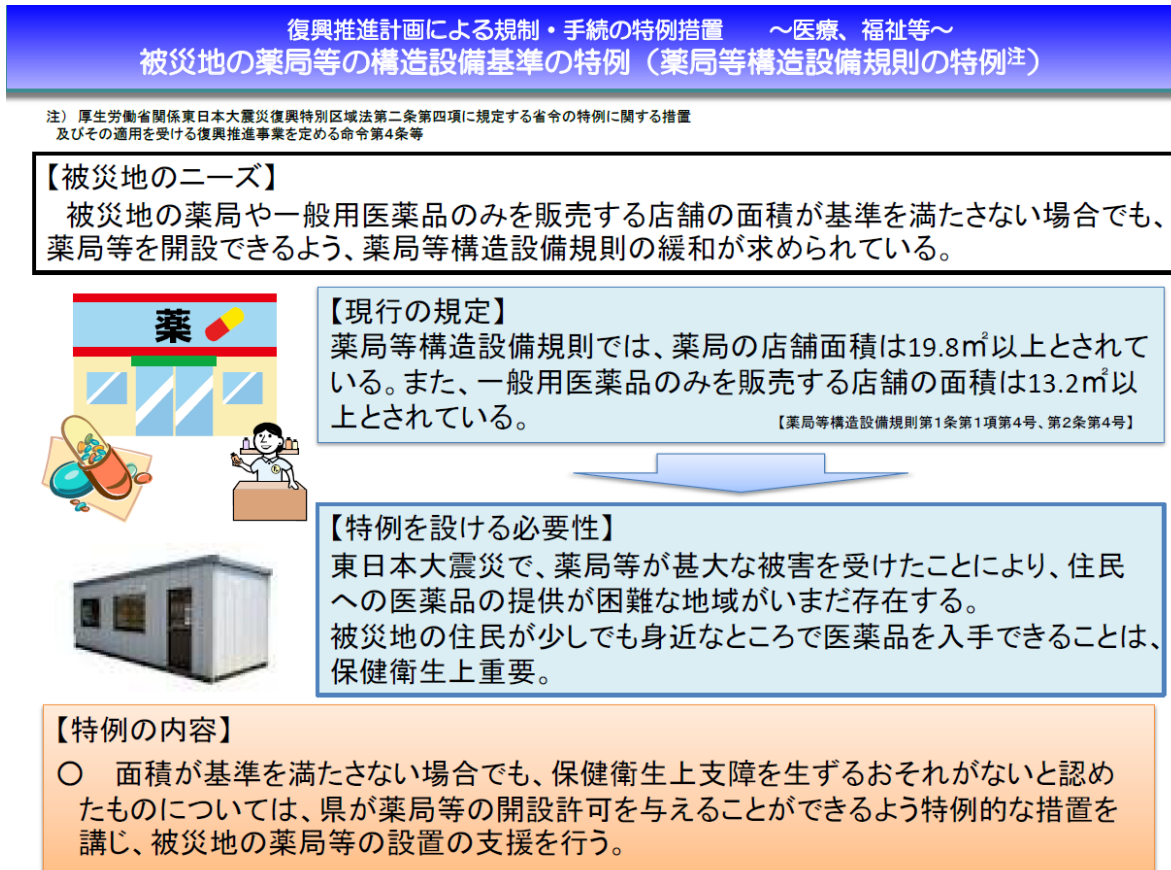 復興推進計画による規制・手続の特例措置　　～医療、福祉等～
被災地の薬局等の構造設備基準の特例（薬局等構造設備規則の特例注）
注） 厚生労働省関係東日本大震災復興特別区域法第二条第四項に規定する省令の特例に関する措置
及びその適用を受ける復興推進事業を定める命令第4条等
【被災地のニーズ】
被災地の薬局や一般用医薬品のみを販売する店舗の面積が基準を満たさない場合でも、
薬局等を開設できるよう、薬局等構造設備規則の緩和が求められている。
薬
【現行の規定】
薬局等構造設備規則では、薬局の店舗面積は19.8㎡以上とされて
いる。また、一般用医薬品のみを販売する店舗の面積は13.2㎡以
上とされている。
【薬局等構造設備規則第1条第1項第4号、第2条第4号】
【特例を設ける必要性】
東日本大震災で、薬局等が甚大な被害を受けたことにより、住民
への医薬品の提供が困難な地域がいまだ存在する。
被災地の住民が少しでも身近なところで医薬品を入手できることは、
保健衛生上重要。
【特例の内容】
○　面積が基準を満たさない場合でも、保健衛生上支障を生ずるおそれがないと認め
たものについては、県が薬局等の開設許可を与えることができるよう特例的な措置を
講じ、被災地の薬局等の設置の支援を行う。